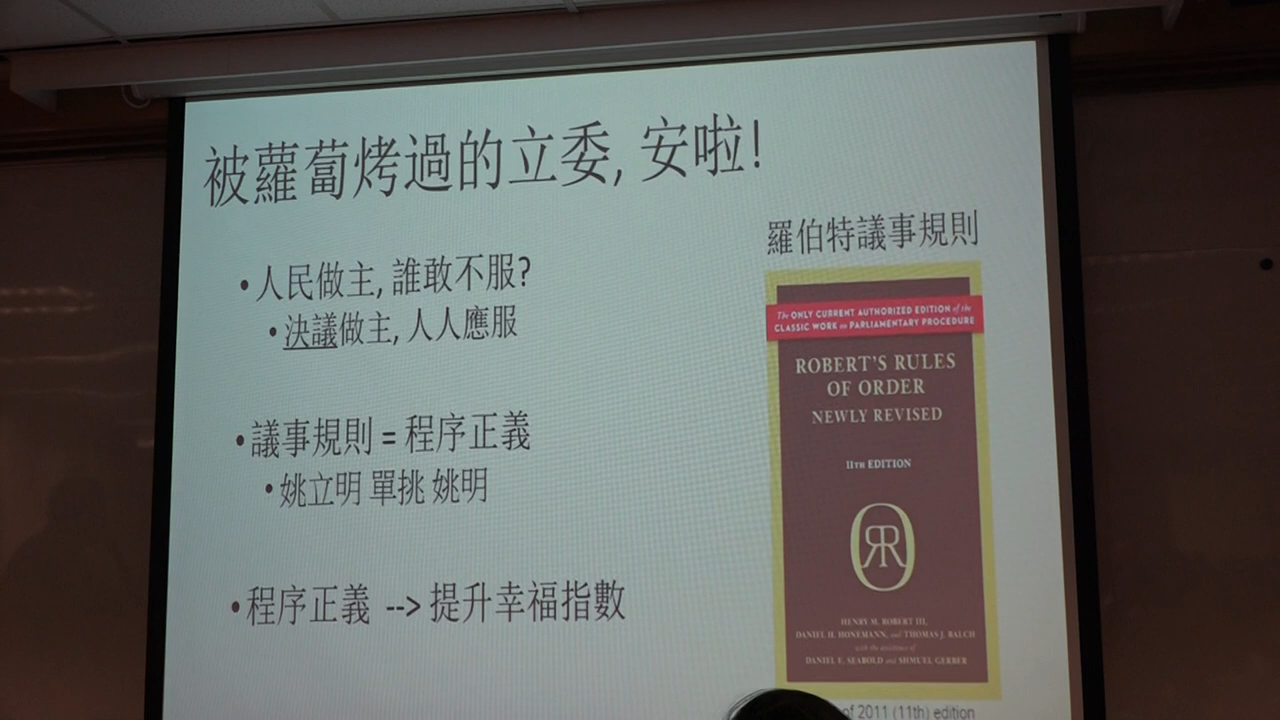 被蘿蔔烤過的立委, 安啦!
• 人民做主, 誰敢不服?
• 決議做主, 人人應服
• 議事規則 = 程序正義
• 姚立明 單挑 姚明
• 程序正義 --> 提升幸福指數
羅伯特議事規則
The ONLY CURRENT AUTHORIZED EDITION of the
CLASSIC WORK on PARLIAMENTARY PROCEDURE
ROBERT'S RULES
OF ORDER
NEWLY REVISED
11TH EDITION
HENRY M. ROBERT III,
DANIEL H. HONEMANN, and THOMAS J. BALCH
with the assistance of
DANIEL E. SEABOLD and SHMUEL GERBER
of 2011 (11th) edition